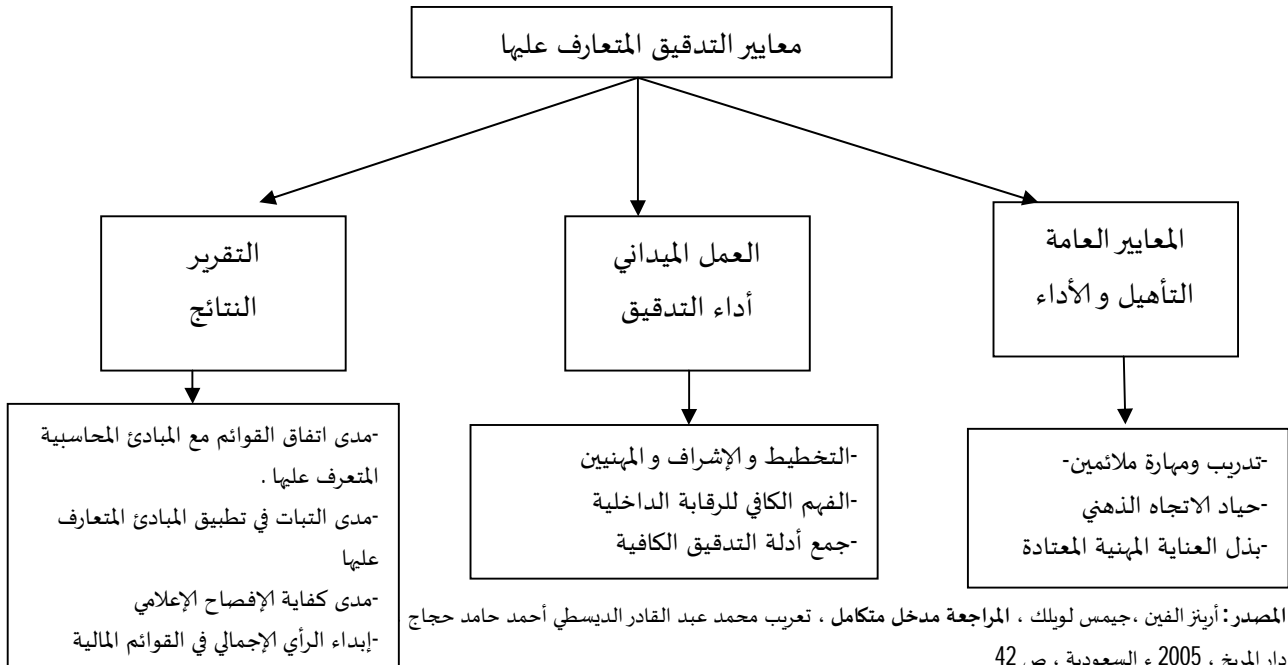 معايير التدقيق المتعارف عليها
المعايير العامة
التأهيل و الأداء
العمل الميداني
أداء التدقيق
التقرير
النتائج
-تدريب ومهارة ملائمين-
-حياد الاتجاه الذهني
-بذل العناية المهنية المعتادة
-التخطيط و الإشراف و المهنيين
-الفهم الكافي للرقابة الداخلية
-جمع أدلة التدقيق الكافية
-مدى اتفاق القوائم مع المبادئ المحاسبية
المتعرف عليها .
-مدى التبات في تطبيق المبادئ المتعارف
عليها
-مدى كفاية الإفصاح الإعلامي
-إبداء الرأي الإجمالي في القوائم المالية
المصدر : أرينز الفين ،جيمس لوبلك ، المراجعة مدخل متكامل ، تعريب محمد عبد القادر الديسطي أحمد حامد حجاج
دار المريخ ، 2005 ء السعودية ، ص 42